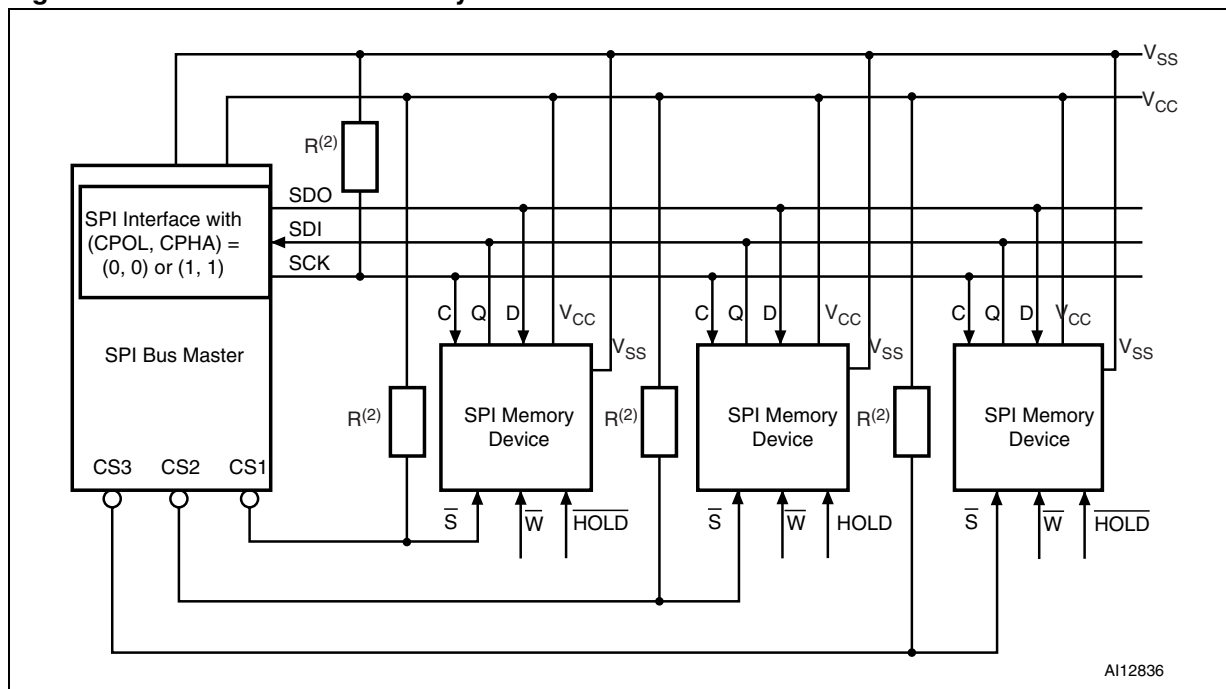 V_SS
V_CC
R(2)
SDO
SPI Interface with
(CPOL, CPHA) =
(0, 0) or (1, 1)
SDI
SCK
SPI Bus Master
C Q D V_CC
V_SS
C Q D V_CC
V_SS
C Q D V_CC
V_SS
R(2)
SPI Memory
Device
R(2)
SPI Memory
Device
R(2)
SPI Memory
Device
CS3 CS2 CS1
S̅ W̅ H̅O̅L̅D̅
S̅ W̅ HOLD
S̅ W̅ H̅O̅L̅D̅
AI12836